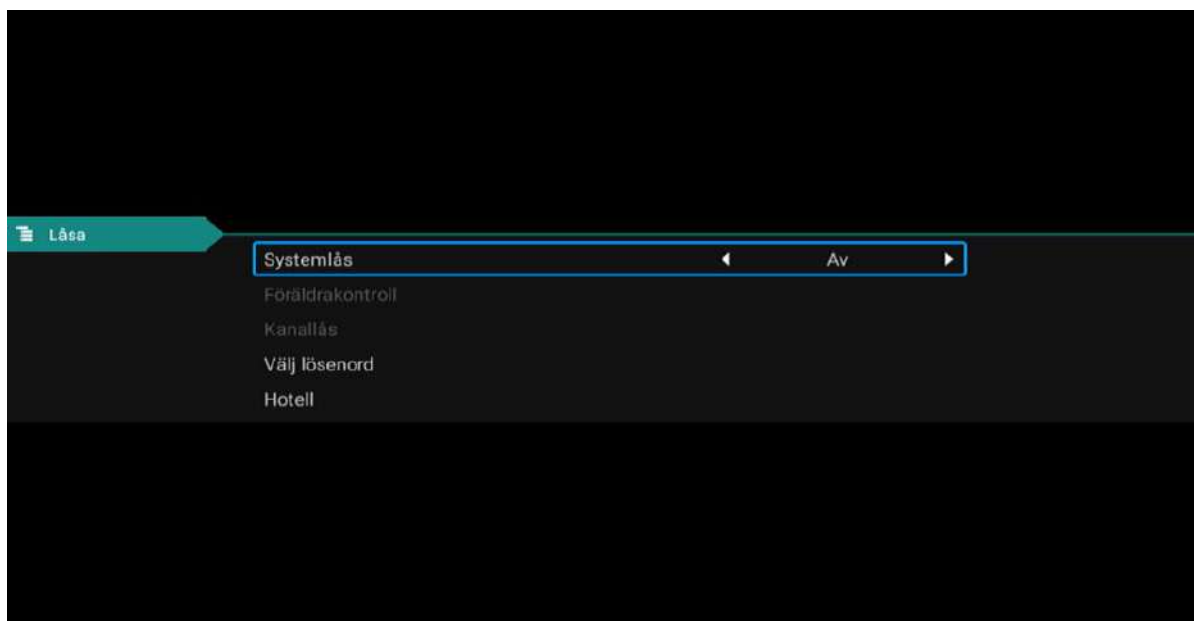 Låsa
Systemlås Av
Föräldrakontroll
Kanallås
Välj lösenord
Hotell